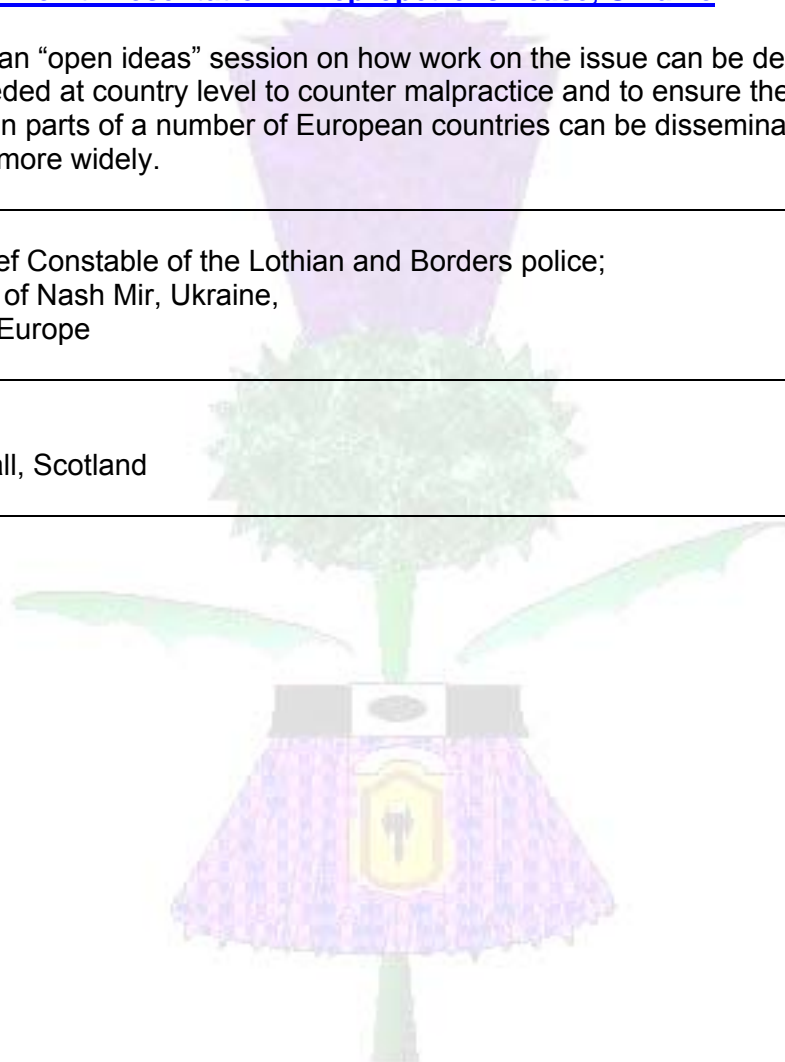 an “open ideas” session on how work on the issue can be de
ded at country level to counter malpractice and to ensure the
n parts of a number of European countries can be dissemina
more widely.
ef Constable of the Lothian and Borders police;
of Nash Mir, Ukraine,
Europe
all, Scotland